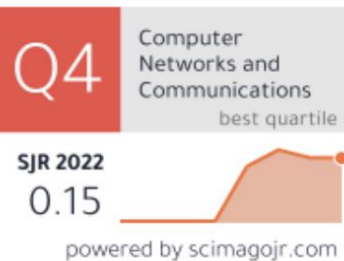 Q4
Computer
Networks and
Communications
best quartile
SJR 2022
0.15
powered by scimagojr.com